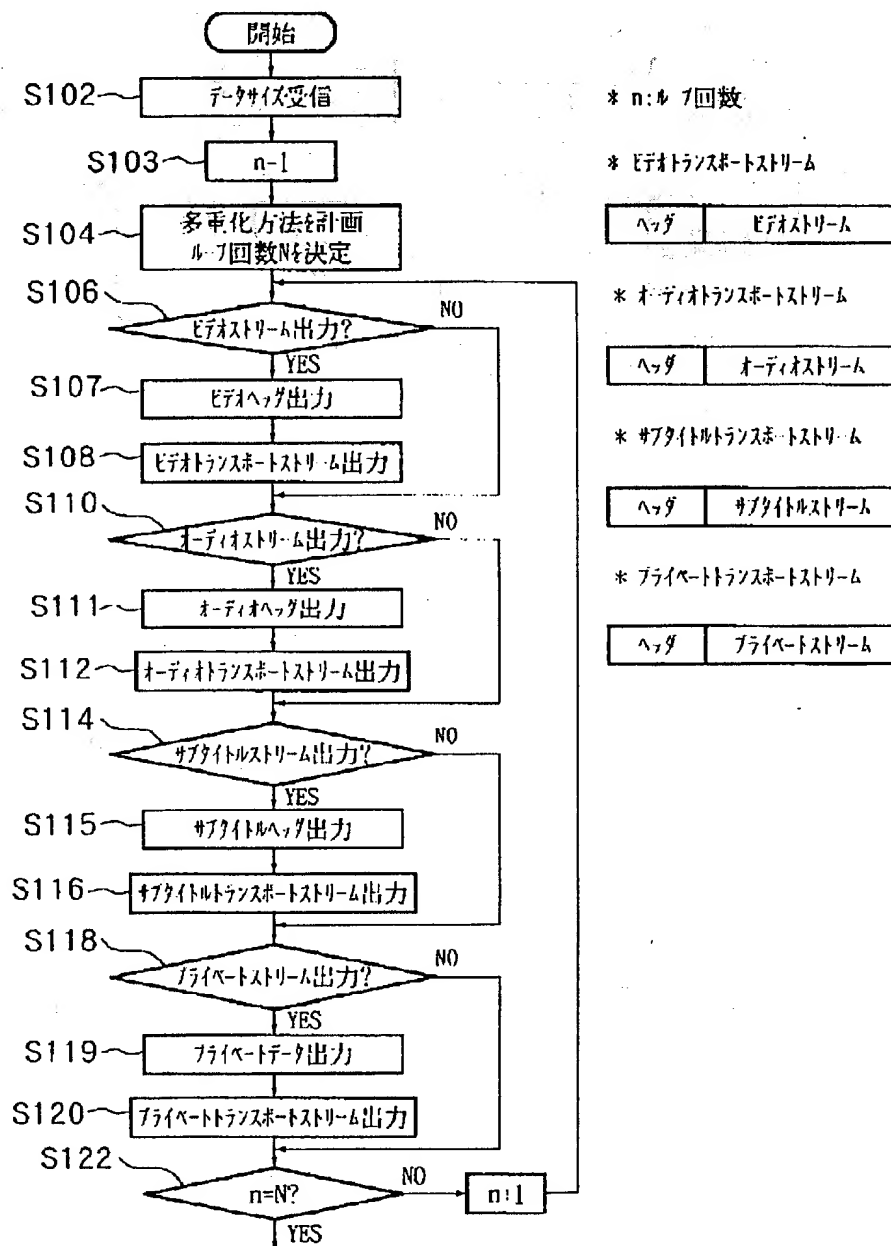 開始
S102
データサイズ受信
S103
n-1
S104
多重化方法を計画
ループ回数Nを決定
S106
ビデオストリーム出力?
NO
YES
S107
ビデオヘッダ出力
S108
ビデオトランスポートストリーム出力
S110
オーディオストリーム出力?
NO
YES
S111
オーディオヘッダ出力
S112
オーディオトランスポートストリーム出力
S114
サブタイトルストリーム出力?
NO
YES
S115
サブタイトルヘッダ出力
S116
サブタイトルトランスポートストリーム出力
S118
プライベートストリーム出力?
NO
YES
S119
プライベートデータ出力
S120
プライベートトランスポートストリーム出力
S122
n=N?
NO
n+1
YES
* n:ループ回数
* ビデオトランスポートストリーム
ヘッダ ビデオストリーム
* オーディオトランスポートストリーム
ヘッダ オーディオストリーム
* サブタイトルトランスポートストリーム
ヘッダ サブタイトルストリーム
* プライベートトランスポートストリーム
ヘッダ プライベートストリーム